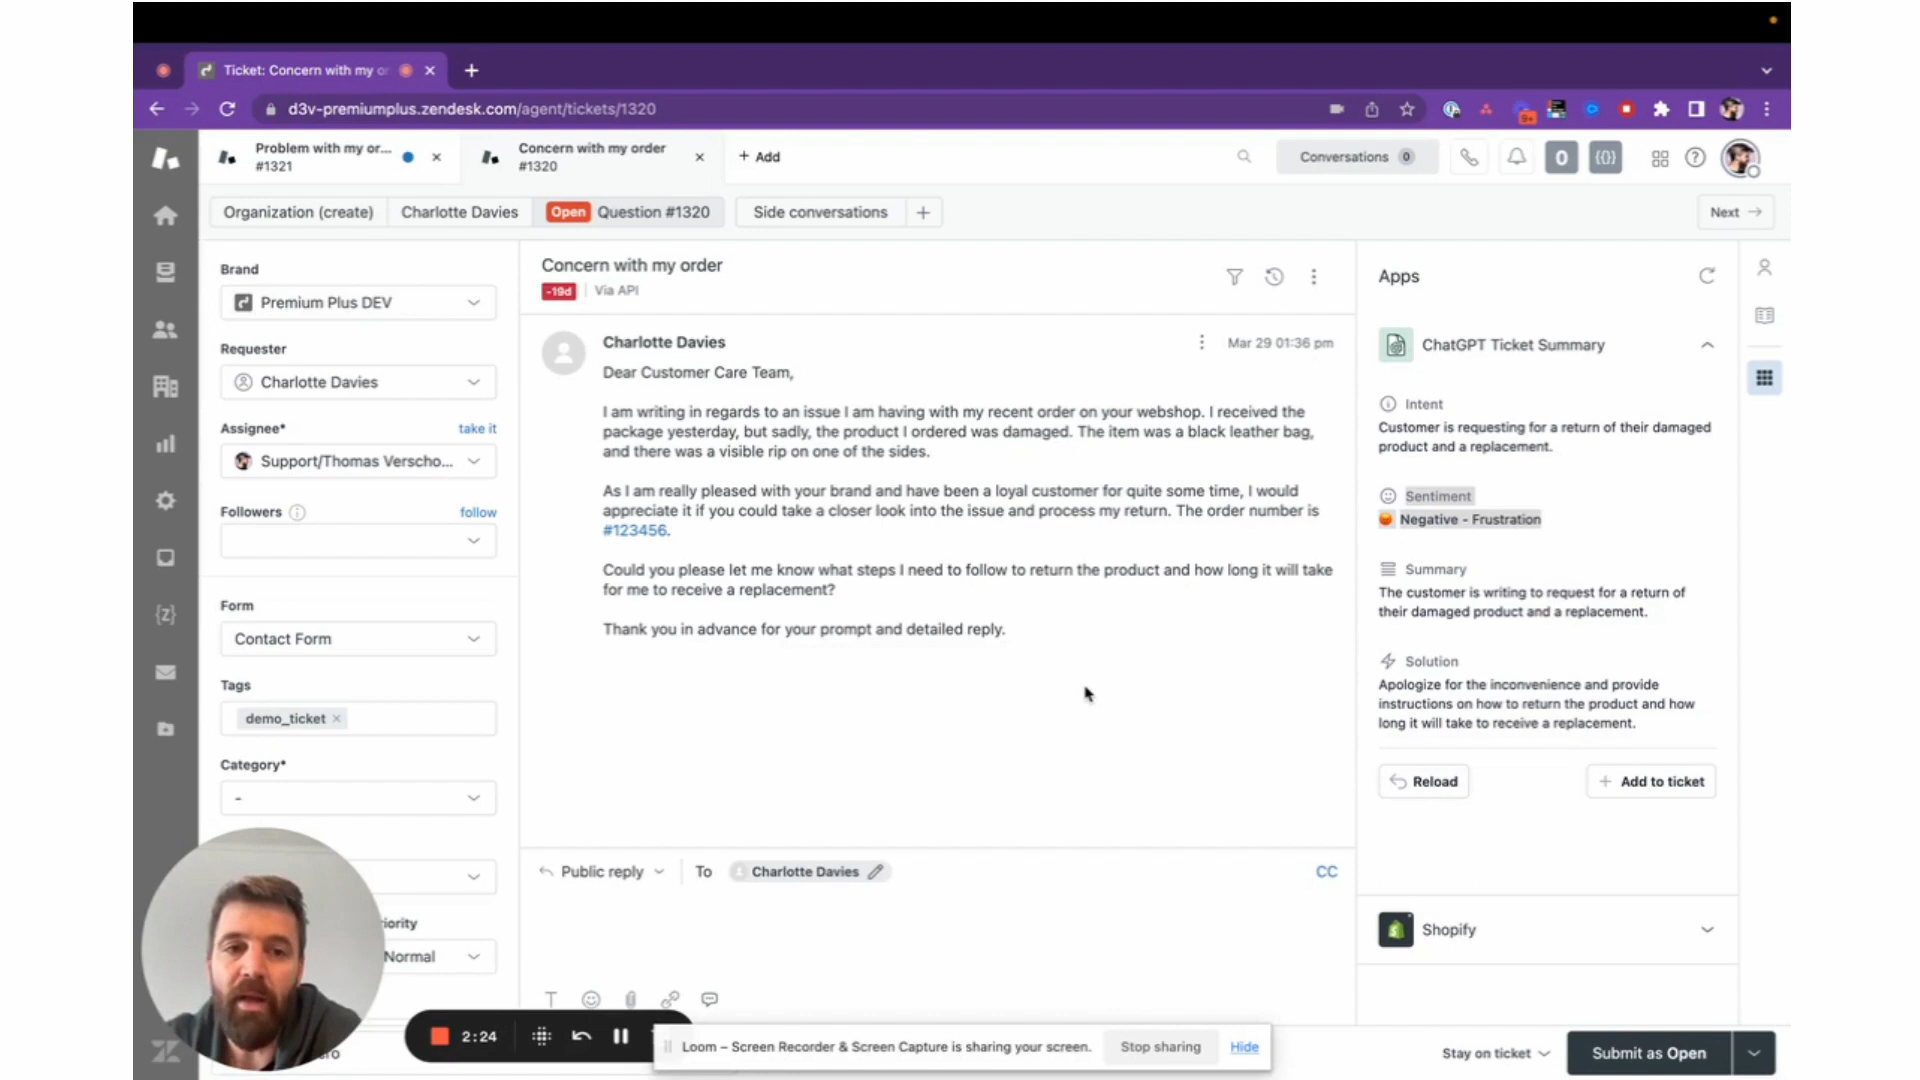 Ticket: Concern with my or
d3v-premiumplus.zendesk.com/agent/tickets/1320
9+
Problem with my or...
#1321
Concern with my order
#1320
+ Add
Conversations 0
0
Organization (create)
Charlotte Davies
Open Question #1320
Side conversations
+
Next
Brand
Premium Plus DEV
Requester
Charlotte Davies
Assignee*
take it
Support/Thomas Verscho...
Followers
follow
Form
Contact Form
Tags
demo_ticket ×
Category*
-
iority
Normal
Concern with my order
-19d
Via API
Charlotte Davies
Mar 29 01:36 pm
Dear Customer Care Team,
I am writing in regards to an issue I am having with my recent order on your webshop. I received the
package yesterday, but sadly, the product I ordered was damaged. The item was a black leather bag,
and there was a visible rip on one of the sides.
As I am really pleased with your brand and have been a loyal customer for quite some time, I would
appreciate it if you could take a closer look into the issue and process my return. The order number is
#123456.
Could you please let me know what steps I need to follow to return the product and how long it will take
for me to receive a replacement?
Thank you in advance for your prompt and detailed reply.
Public reply
To
Charlotte Davies
CC
Apps
ChatGPT Ticket Summary
Intent
Customer is requesting for a return of their damaged
product and a replacement.
Sentiment
Negative - Frustration
Summary
The customer is writing to request for a return of
their damaged product and a replacement.
Solution
Apologize for the inconvenience and provide
instructions on how to return the product and how
long it will take to receive a replacement.
Reload
+ Add to ticket
Shopify
2:24
Loom – Screen Recorder & Screen Capture is sharing your screen.
Stop sharing
Hide
Stay on ticket
Submit as Open